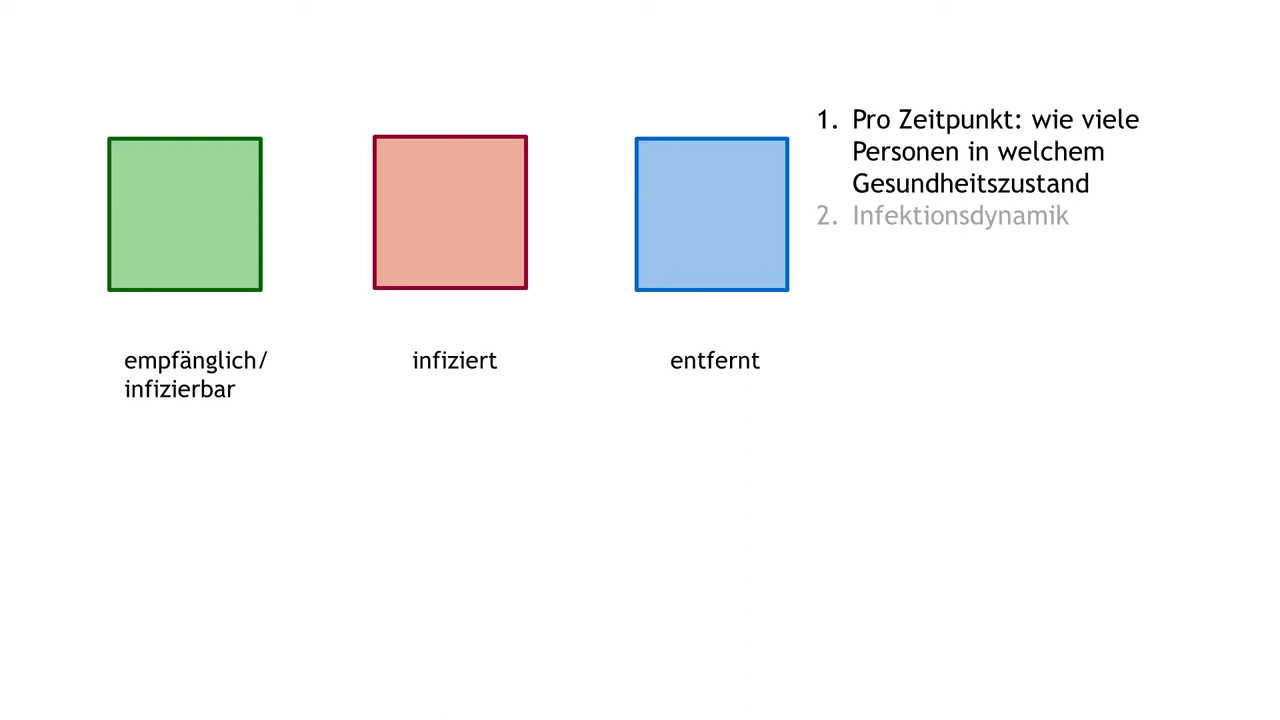 1. Pro Zeitpunkt: wie viele
Personen in welchem
Gesundheitszustand
2. Infektionsdynamik
empfänglich/
infizierbar
infiziert
entfernt